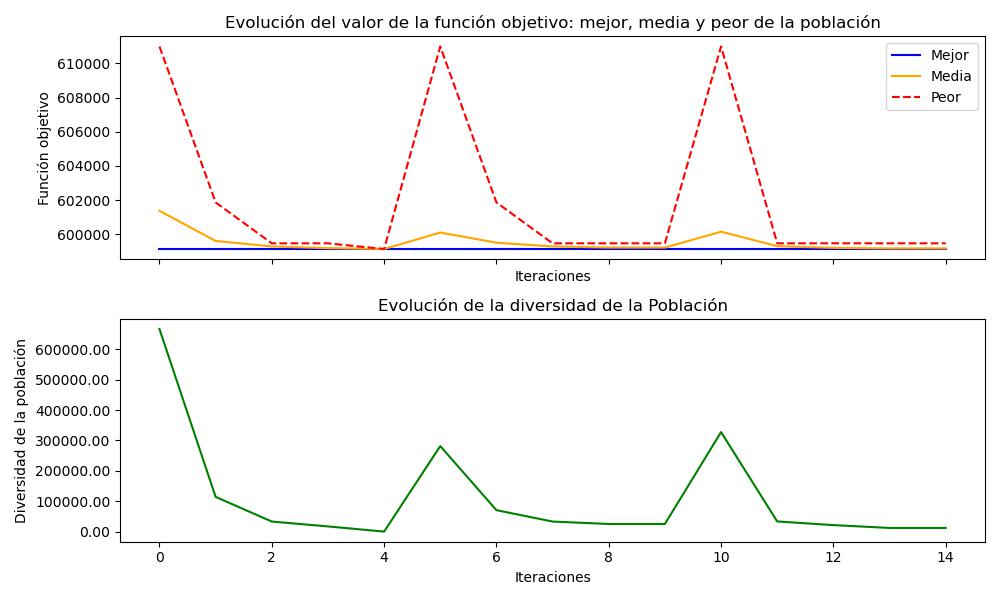 Evolución del valor de la función objetivo: mejor, media y peor de la población
Función objetivo
610000
608000
606000
604000
602000
600000
Mejor
Media
Peor
Iteraciones
Evolución de la diversidad de la Población
Diversidad de la población
600000.00
500000.00
400000.00
300000.00
200000.00
100000.00
0.00
0 2 4 6 8 10 12 14
Iteraciones